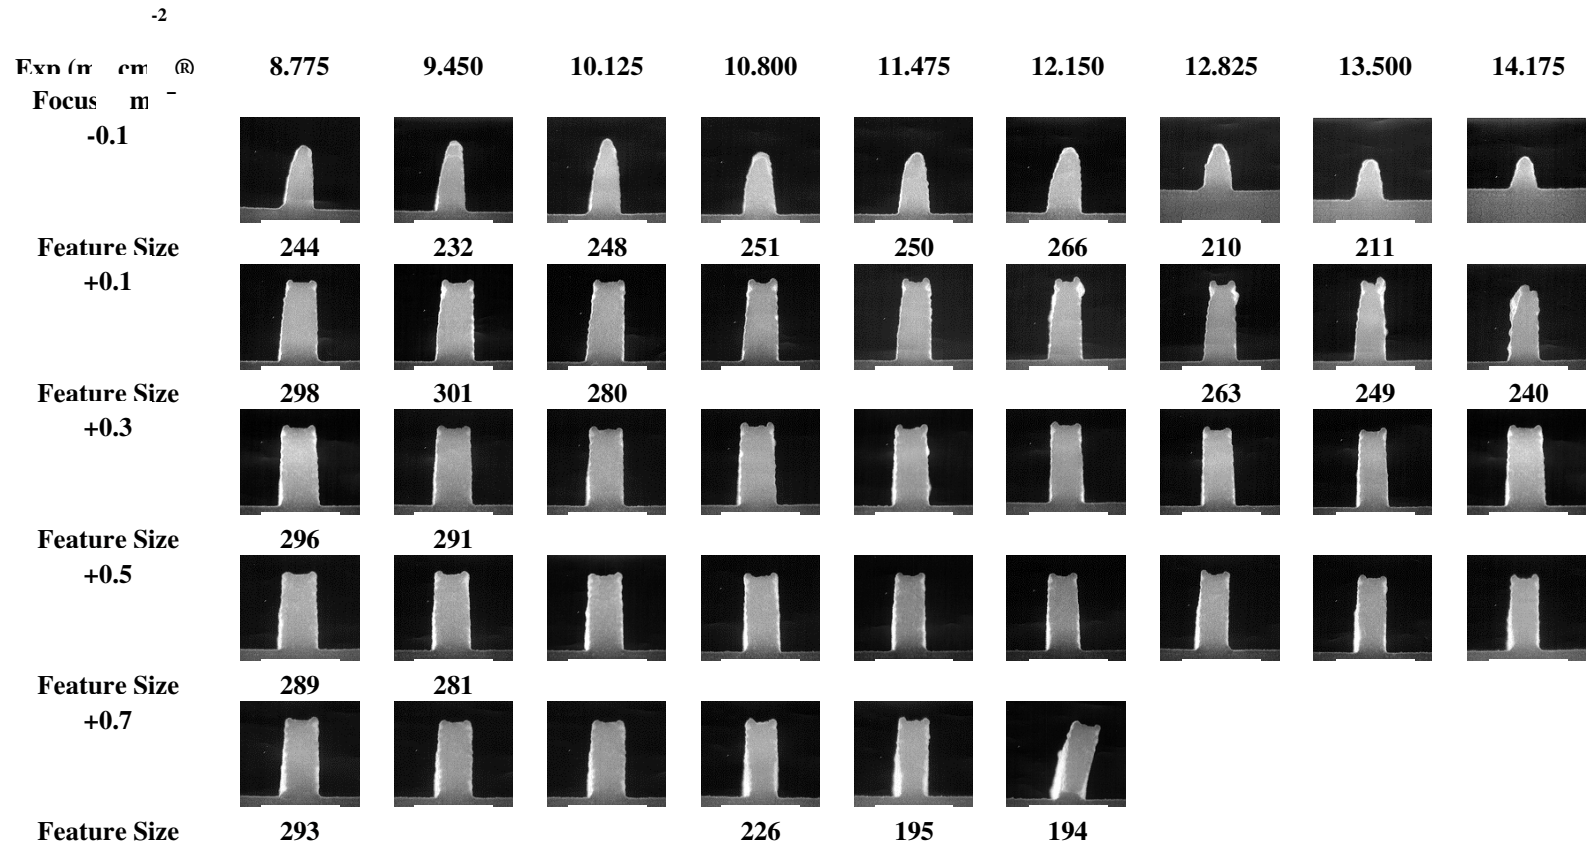 -2
Exp (m cm ®
8.775 9.450 10.125 10.800 11.475 12.150 12.825 13.500 14.175
Focus m
-0.1
Feature Size 244 232 248 251 250 266 210 211
+0.1
Feature Size 298 301 280 263 249 240
+0.3
Feature Size 296 291
+0.5
Feature Size 289 281
+0.7
Feature Size 293 226 195 194